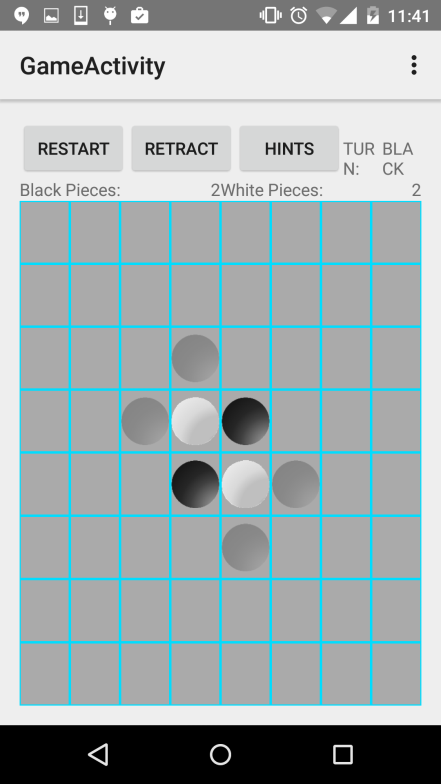 11:41
GameActivity
RESTART RETRACT HINTS TUR BLA
N: CK
Black Pieces: 2White Pieces: 2